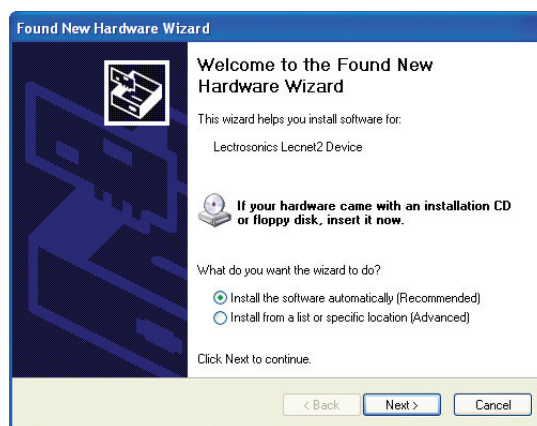 Found New Hardware Wizard
Welcome to the Found New
Hardware Wizard
This wizard helps you install software for:
Lectrosonics Lecnet2 Device
If your hardware came with an installation CD
or floppy disk, insert it now.
What do you want the wizard to do?
Install the software automatically (Recommended)
Install from a list or specific location (Advanced)
Click Next to continue.
< Back Next > Cancel